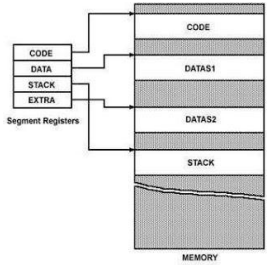 CODE
DATA
STACK
EXTRA
Segment Registers
CODE
DATAS1
DATAS2
STACK
MEMORY